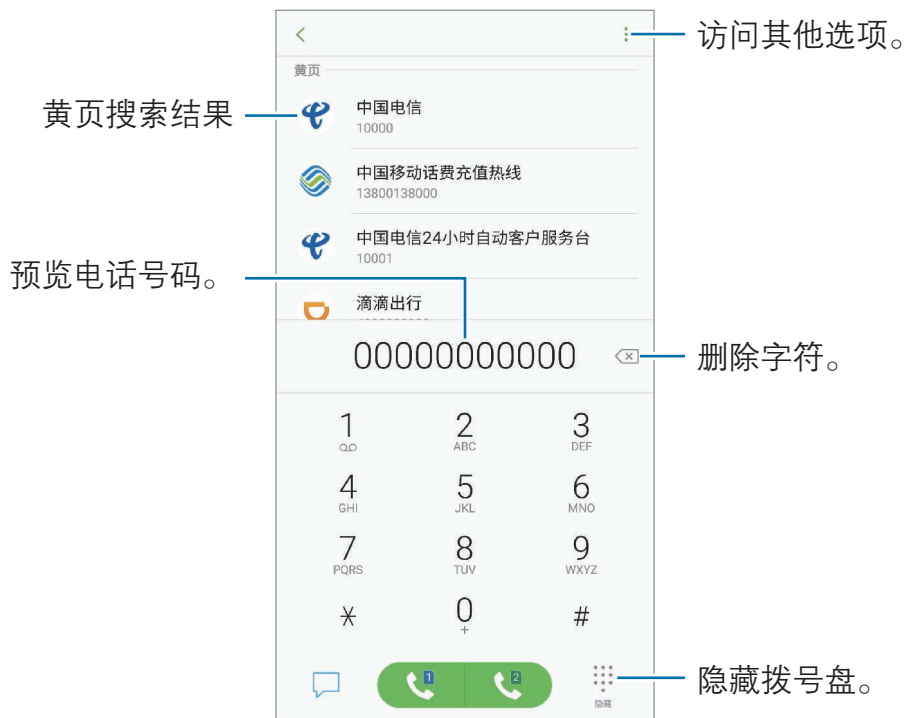 访问其他选项。
黄页
黄页搜索结果
中国电信
10000
中国移动话费充值热线
13800138000
中国电信24小时自动客户服务台
10001
预览电话号码。
滴滴出行
00000000000
删除字符。
1 2 3
ABC DEF
4 5 6
GHI JKL MNO
7 8 9
PQRS TUV WXYZ
* 0 #
+
1 2
隐藏
隐藏拨号盘。